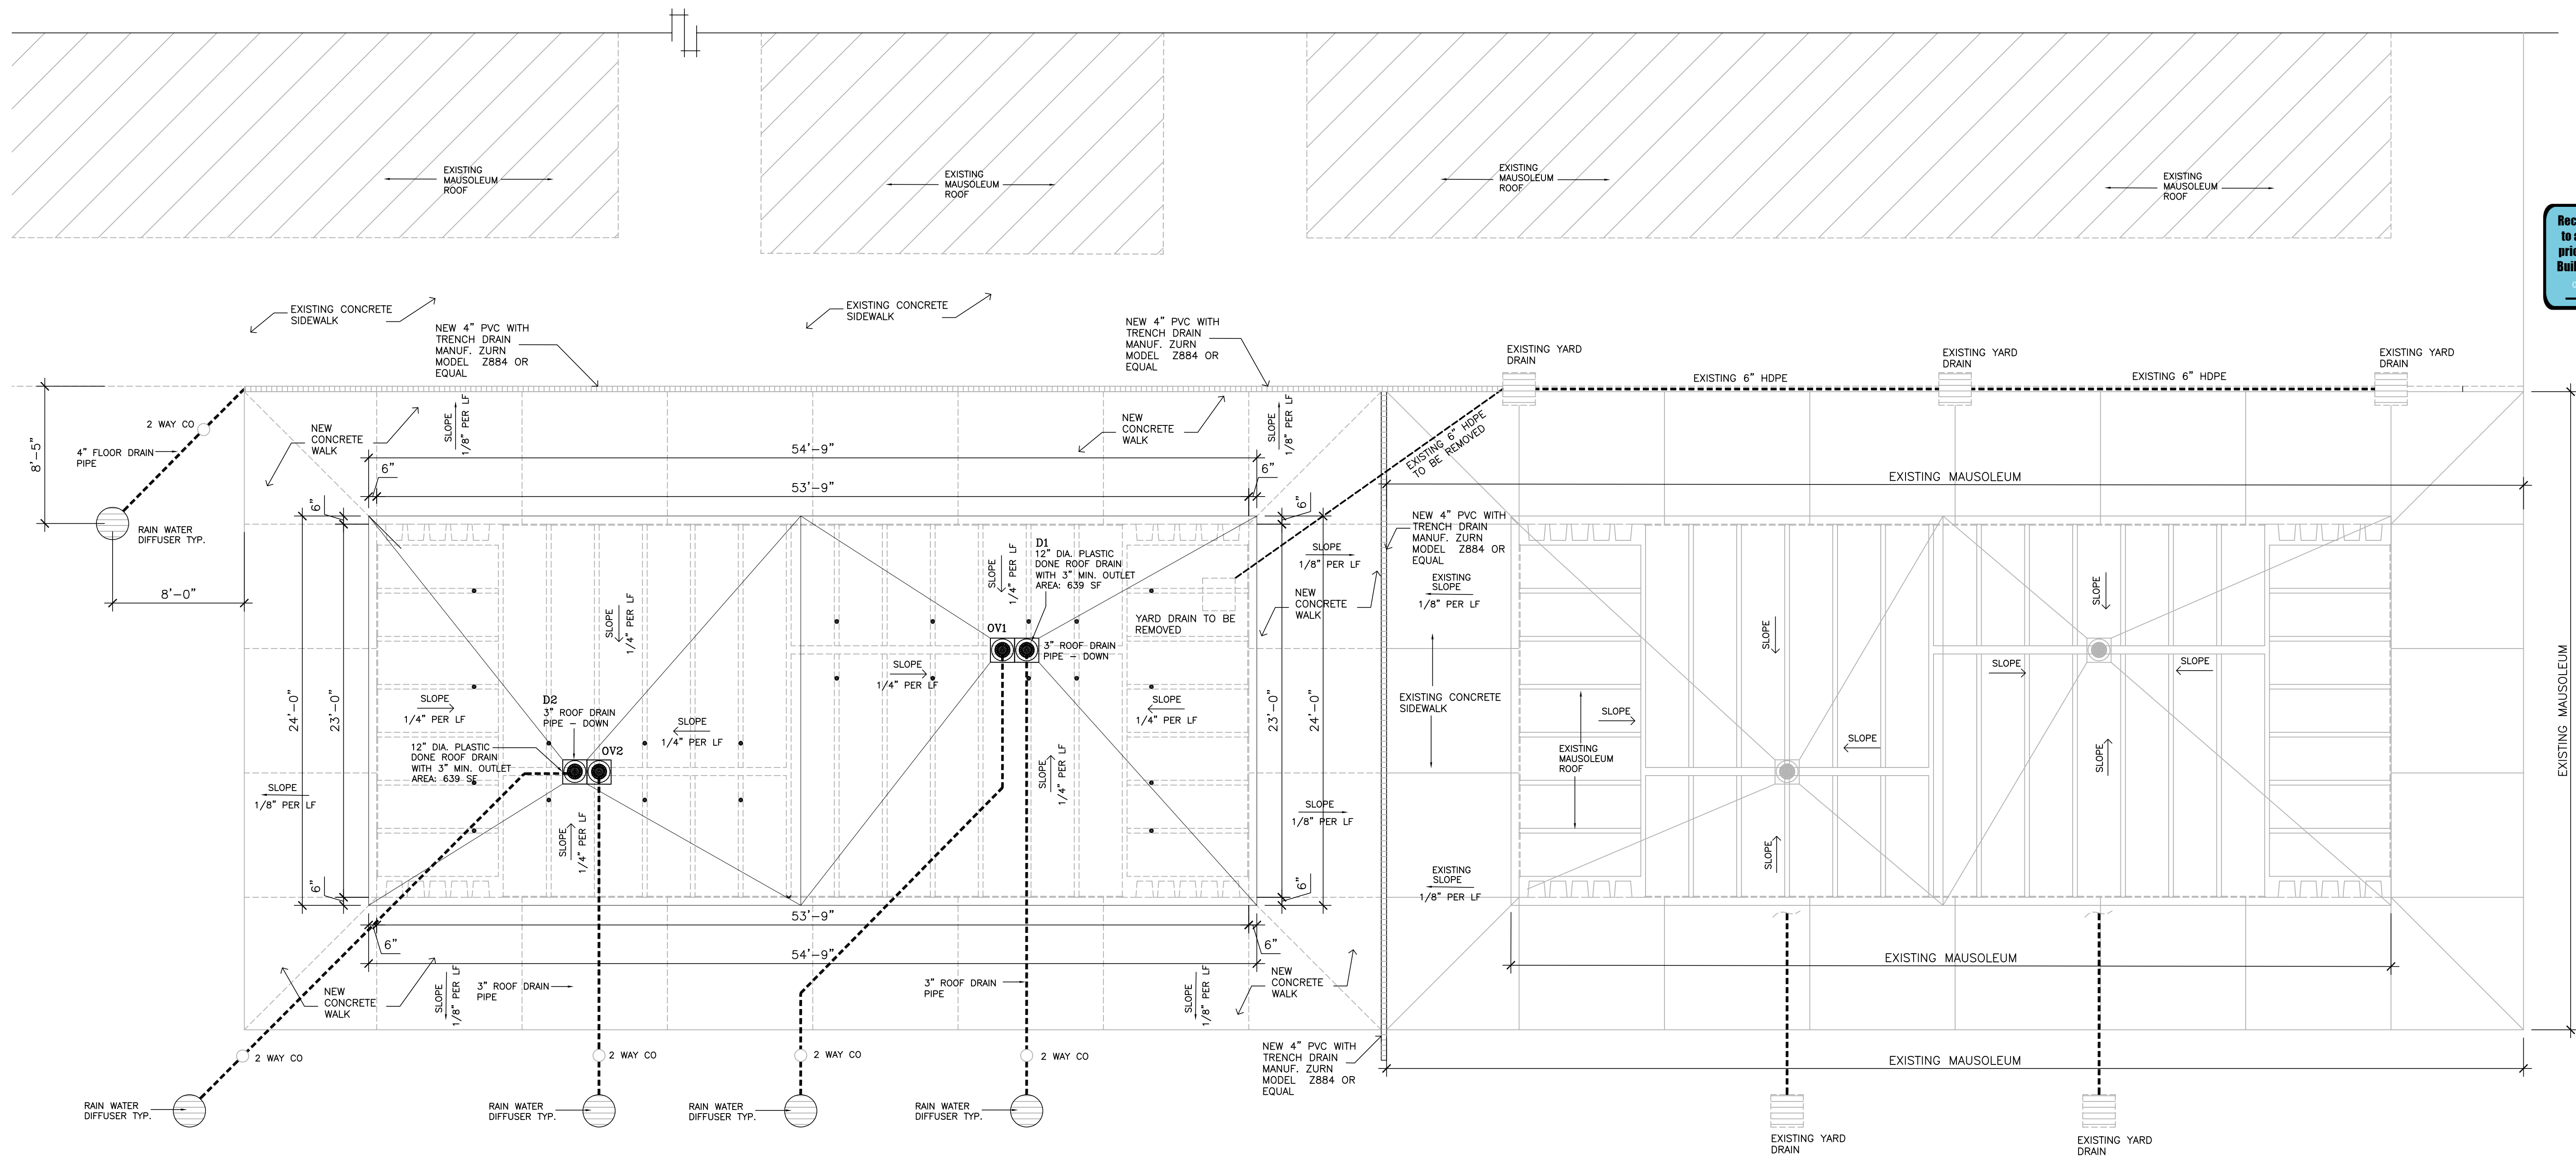 EXISTING
MAUSOLEUM
ROOF
EXISTING
MAUSOLEUM
ROOF
EXISTING
MAUSOLEUM
ROOF
EXISTING
MAUSOLEUM
ROOF
EXISTING CONCRETE
SIDEWALK
EXISTING CONCRETE
SIDEWALK
NEW 4" PVC WITH
TRENCH DRAIN
MANUF. ZURN
MODEL Z884 OR
EQUAL
NEW 4" PVC WITH
TRENCH DRAIN
MANUF. ZURN
MODEL Z884 OR
EQUAL
EXISTING YARD
DRAIN
EXISTING YARD
DRAIN
EXISTING YARD
DRAIN
EXISTING 6" HDPE
EXISTING 6" HDPE
8'-5"
2 WAY CO
4" FLOOR DRAIN
PIPE
NEW
CONCRETE
WALK
SLOPE
1/8" PER LF
NEW
CONCRETE
WALK
SLOPE
1/8" PER LF
EXISTING 6" HDPE
TO BE REMOVED
54'-9"
6"
53'-9"
6"
EXISTING MAUSOLEUM
RAIN WATER
DIFFUSER TYP.
8'-0"
6"
6"
D1
12" DIA. PLASTIC
DONE ROOF DRAIN
WITH 3" MIN. OUTLET
AREA: 639 SF
SLOPE
1/4" PER LF
NEW 4" PVC WITH
TRENCH DRAIN
MANUF. ZURN
MODEL Z884 OR
EQUAL
SLOPE
1/8" PER LF
EXISTING
SLOPE
1/8" PER LF
NEW
CONCRETE
WALK
YARD DRAIN TO BE
REMOVED
SLOPE
1/4" PER LF
OV1
3" ROOF DRAIN
PIPE - DOWN
SLOPE
1/4" PER LF
SLOPE
1/4" PER LF
SLOPE
1/4" PER LF
24'-0"
23'-0"
23'-0"
24'-0"
EXISTING CONCRETE
SIDEWALK
D2
3" ROOF DRAIN
PIPE - DOWN
12" DIA. PLASTIC
DONE ROOF DRAIN
WITH 3" MIN. OUTLET
AREA: 639 SF
OV2
SLOPE
1/4" PER LF
SLOPE
1/4" PER LF
SLOPE
1/4" PER LF
SLOPE
1/8" PER LF
SLOPE
1/8" PER LF
EXISTING
SLOPE
1/8" PER LF
SLOPE
SLOPE
SLOPE
SLOPE
SLOPE
SLOPE
SLOPE
SLOPE
EXISTING
MAUSOLEUM
ROOF
EXISTING MAUSOLEUM
6"
6"
53'-9"
6"
6"
54'-9"
EXISTING MAUSOLEUM
NEW
CONCRETE
WALK
SLOPE
1/8" PER LF
3" ROOF DRAIN
PIPE
3" ROOF DRAIN
PIPE
SLOPE
1/8" PER LF
NEW
CONCRETE
WALK
2 WAY CO
2 WAY CO
2 WAY CO
2 WAY CO
NEW 4" PVC WITH
TRENCH DRAIN
MANUF. ZURN
MODEL Z884 OR
EQUAL
EXISTING MAUSOLEUM
RAIN WATER
DIFFUSER TYP.
RAIN WATER
DIFFUSER TYP.
RAIN WATER
DIFFUSER TYP.
RAIN WATER
DIFFUSER TYP.
EXISTING YARD
DRAIN
EXISTING YARD
DRAIN